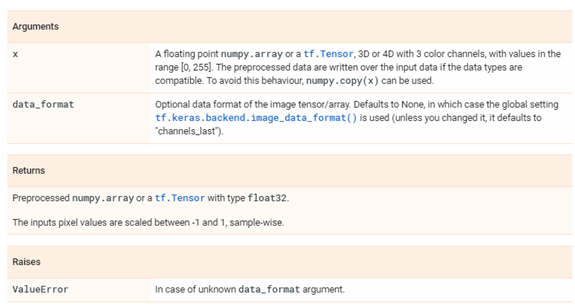 Arguments
x
A floating point numpy.array or a tf.Tensor, 3D or 4D with 3 color channels, with values in the
range [0, 255]. The preprocessed data are written over the input data if the data types are
compatible. To avoid this behaviour, numpy.copy(x) can be used.
data_format
Optional data format of the image tensor/array. Defaults to None, in which case the global setting
tf.keras.backend.image_data_format() is used (unless you changed it, it defaults to
"channels_last").
Returns
Preprocessed numpy.array or a tf.Tensor with type float32.
The inputs pixel values are scaled between -1 and 1, sample-wise.
Raises
ValueError
In case of unknown data_format argument.